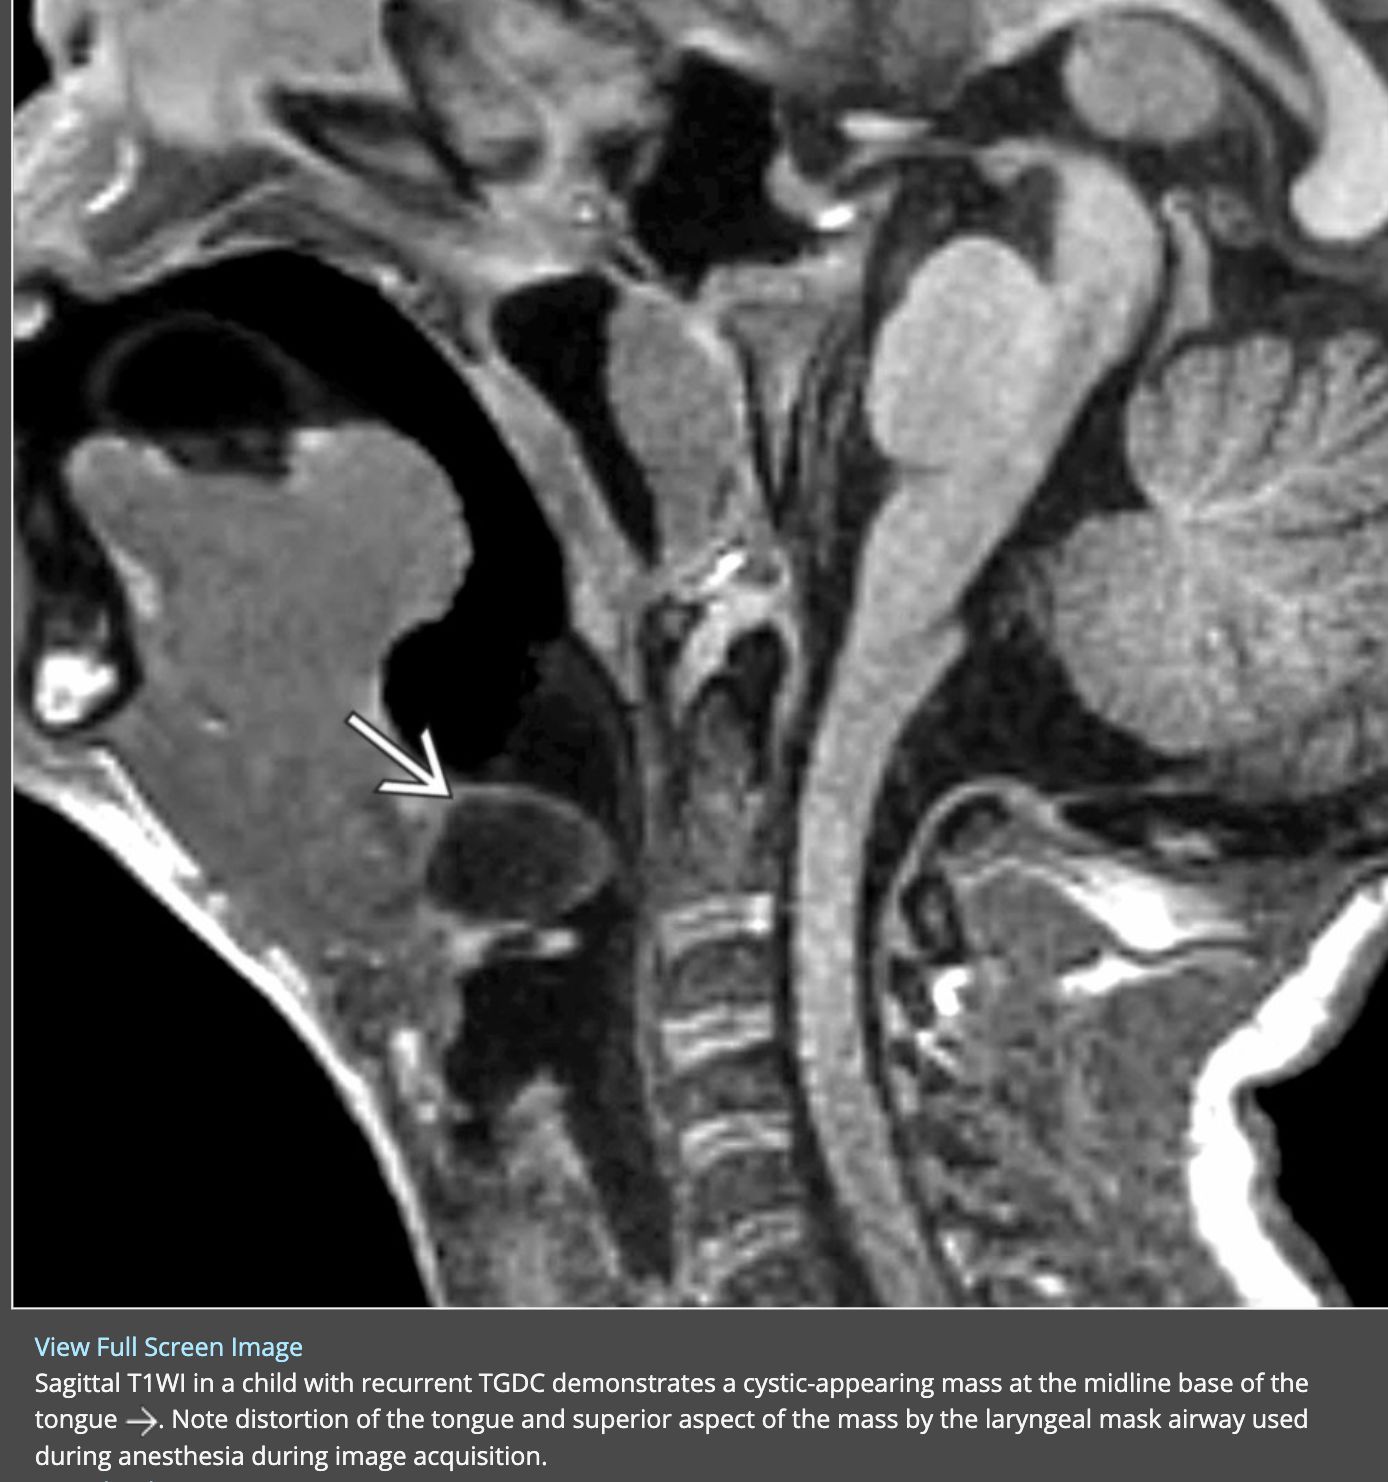 View Full Screen Image
Sagittal T1WI in a child with recurrent TGDC demonstrates a cystic-appearing mass at the midline base of the
tongue →. Note distortion of the tongue and superior aspect of the mass by the laryngeal mask airway used
during anesthesia during image acquisition.